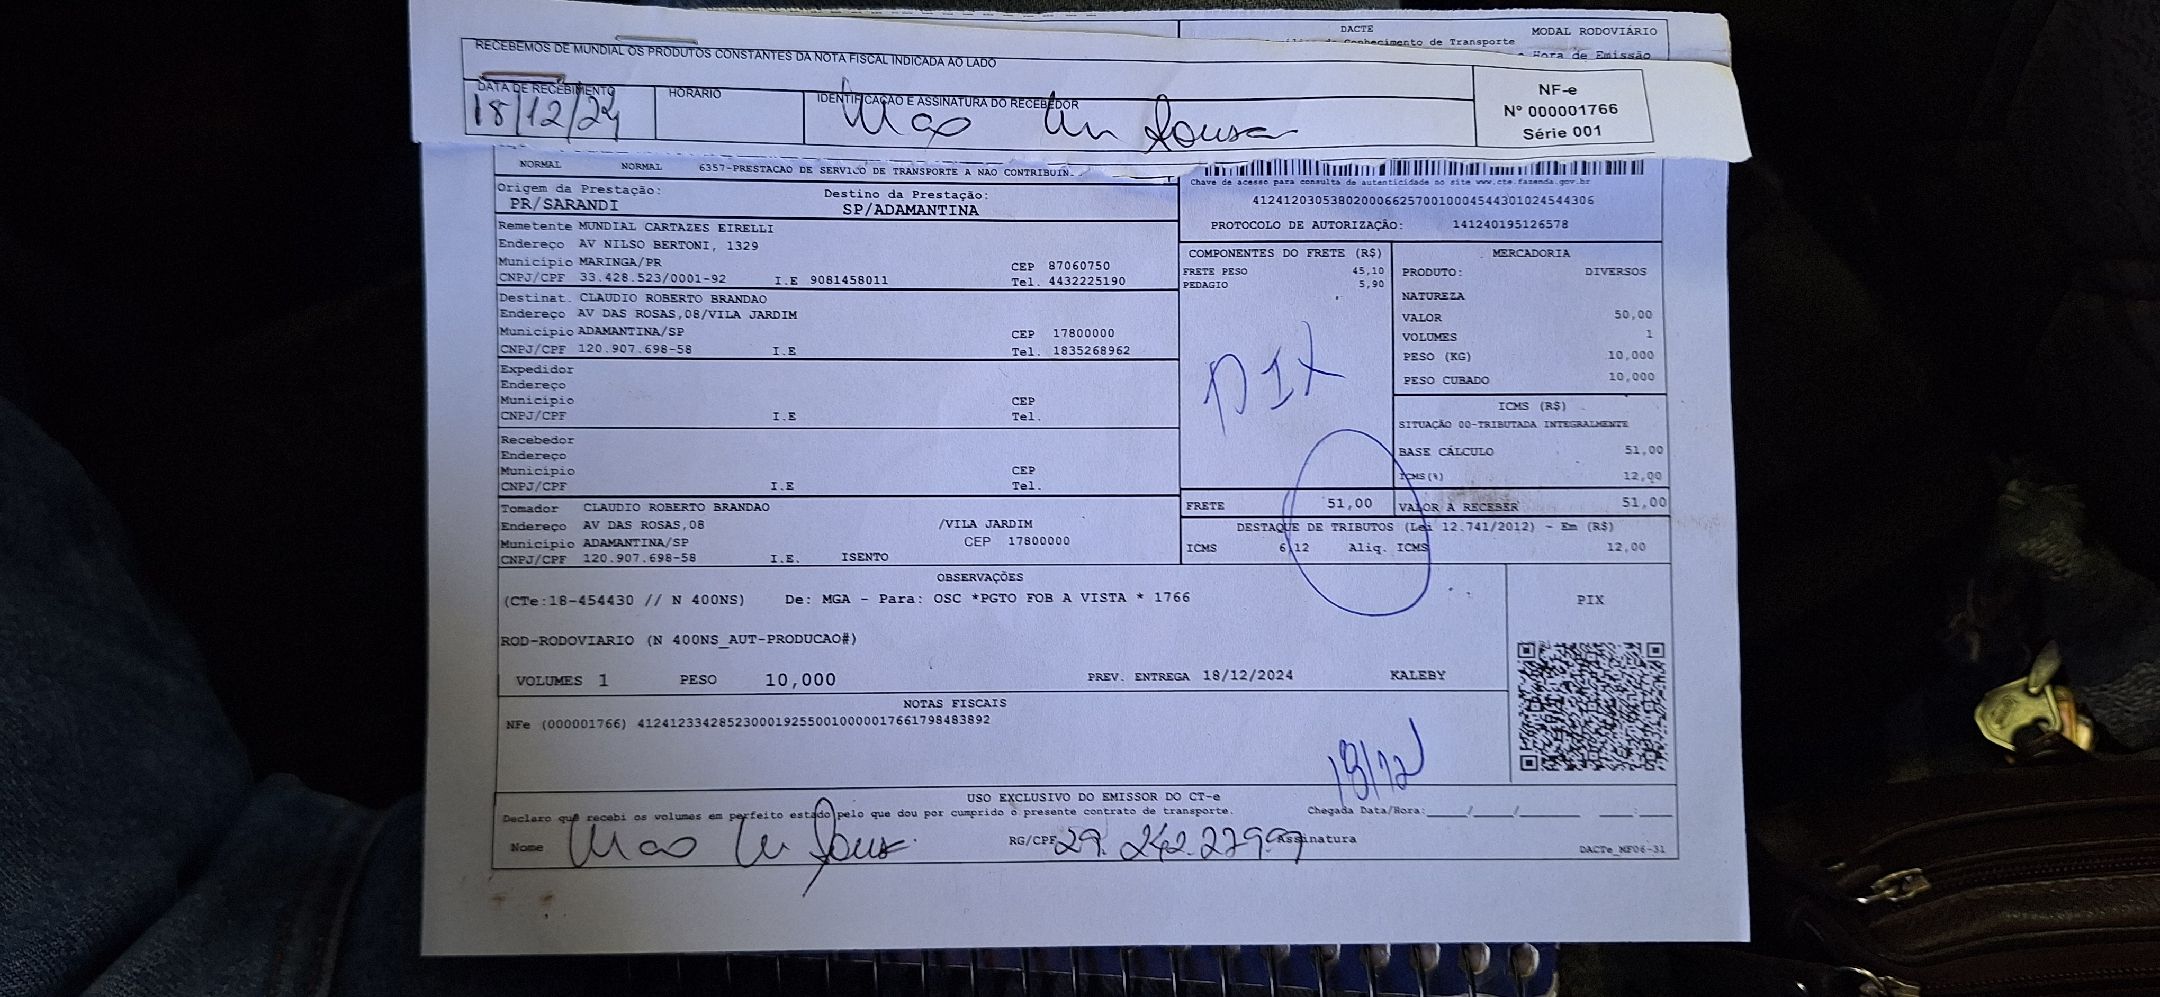 DACTE
MODAL RODOVIÁRIO
Conhecimento de Transporte
Hora de Emissão
RECEBEMOS DE MUNDIAL OS PRODUTOS CONSTANTES DA NOTA FISCAL INDICADA AO LADO
DATA DE RECEBIMENTO
18/12/24
HORÁRIO
IDENTIFICAÇÃO E ASSINATURA DO RECEBEDOR
Sousa
NF-e
Nº 000001766
Série 001
NORMAL NORMAL 6357-PRESTACAO DE SERVICO DE TRANSPORTE A NAO CONTRIBUIN.
Chave de acesso para consulta de autenticidade no site www.cte.fazenda.gov.br
41241203053802000662570010004544301024544306
PROTOCOLO DE AUTORIZAÇÃO: 141240195126578
Origem da Prestação:
PR/SARANDI
Destino da Prestação:
SP/ADAMANTINA
Remetente MUNDIAL CARTAZES EIRELLI
Endereço AV NILSO BERTONI, 1329
Município MARINGA/PR CEP 87060750
CNPJ/CPF 33.428.523/0001-92 I.E 9081458011 Tel. 4432225190
Destinat. CLAUDIO ROBERTO BRANDAO
Endereço AV DAS ROSAS,08/VILA JARDIM
Município ADAMANTINA/SP CEP 17800000
CNPJ/CPF 120.907.698-58 I.E Tel. 1835268962
Expedidor
Endereço
Município CEP
CNPJ/CPF I.E Tel.
Recebedor
Endereço
Município CEP
CNPJ/CPF I.E Tel.
Tomador CLAUDIO ROBERTO BRANDAO
Endereço AV DAS ROSAS,08 /VILA JARDIM
Município ADAMANTINA/SP CEP 17800000
CNPJ/CPF 120.907.698-58 I.E. ISENTO
COMPONENTES DO FRETE (R$)
FRETE PESO 45,10
PEDAGIO 5,90
PIX
FRETE 51,00
MERCADORIA
PRODUTO: DIVERSOS
NATUREZA
VALOR 50,00
VOLUMES 1
PESO (KG) 10,000
PESO CUBADO 10,000
ICMS (R$)
SITUAÇÃO 00-TRIBUTADA INTEGRALMENTE
BASE CÁLCULO 51,00
ICMS(%) 12,00
VALOR A RECEBER 51,00
DESTAQUE DE TRIBUTOS (Lei 12.741/2012) - Em (R$)
ICMS 6,12 Aliq. ICMS 12,00
OBSERVAÇÕES
(CTe:18-454430 // N 400NS) De: MGA - Para: OSC *PGTO FOB A VISTA * 1766
ROD-RODOVIARIO (N 400NS_AUT-PRODUCAO#)
VOLUMES 1 PESO 10,000 PREV. ENTREGA 18/12/2024 KALEBY
PIX
NOTAS FISCAIS
NFe (000001766) 41241233428523000192550010000017661798483892
18/12
USO EXCLUSIVO DO EMISSOR DO CT-e
Declaro que recebi os volumes em perfeito estado pelo que dou por cumprido o presente contrato de transporte.
Chegada Data/Hora: __/__/____ __:__
Nome
RG/CPF 29.242.279
Assinatura
DACTe_MF06-31